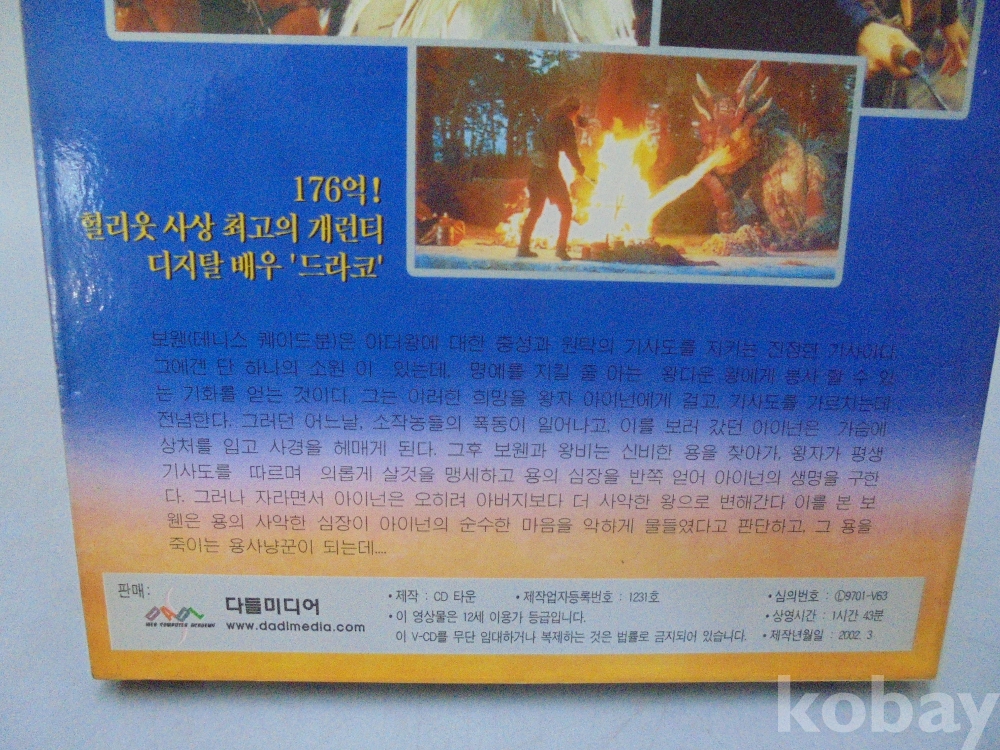 176억!
헐리웃 사상 최고의 개런티
디지탈 배우 '드라코'
보웬(데니스 퀘이드분)은 아더왕에 대한 충성과 원탁의 기사도를 지키는 진정한 기사이다
그에겐 단 하나의 소원 이 있는데, 명예를 지킬 줄 아는 왕다운 왕에게 봉사 할 수 있
는 기회를 얻는 것이다. 그는 이러한 희망을 왕자 아이넌에게 걸고, 기사도를 가르치는데
전념한다. 그러던 어느날, 소작농들의 폭동이 일어나고, 이를 보러 갔던 아이넌은 가슴에
상처를 입고 사경을 헤매게 된다. 그후 보웬과 왕비는 신비한 용을 찾아가, 왕자가 평생
기사도를 따르며 의롭게 살것을 맹세하고 용의 심장을 반쪽 얻어 아이넌의 생명을 구한
다. 그러나 자라면서 아이넌은 오히려 아버지보다 더 사악한 왕으로 변해간다 이를 본 보
웬은 용의 사악한 심장이 아이넌의 순수한 마음을 악하게 물들였다고 판단하고, 그 용을
죽이는 용사냥꾼이 되는데....
판매:
WEB COMPUTER ACADEMY
다들미디어
www.dadlmedia.com
• 제작 : CD 타운 • 제작업자등록번호 : 1231호
• 이 영상물은 12세 이용가 등급입니다.
이 V-CD를 무단 임대하거나 복제하는 것은 법률로 금지되어 있습니다.
• 심의번호 : Ⓛ9701-V63
• 상영시간 : 1시간 43분
• 제작년월일 : 2002. 3
kobay